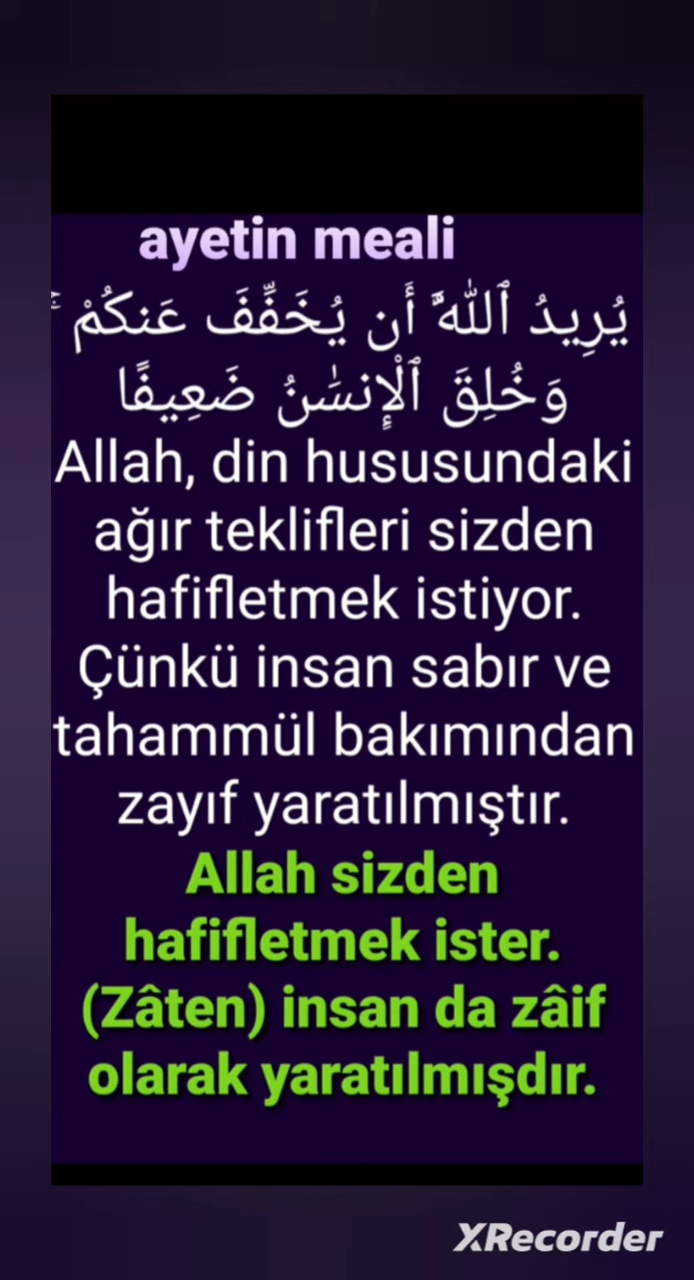 ayetin meali
يُرِيدُ ٱللَّهُ أَن يُخَفِّفَ عَنكُمْ ۚ
وَخُلِقَ ٱلْإِنسَٰنُ ضَعِيفًا
Allah, din hususundaki
ağır teklifleri sizden
hafifletmek istiyor.
Çünkü insan sabır ve
tahammül bakımından
zayıf yaratılmıştır.
Allah sizden
hafifletmek ister.
(Zâten) insan da zâif
olarak yaratılmışdır.
XRecorder